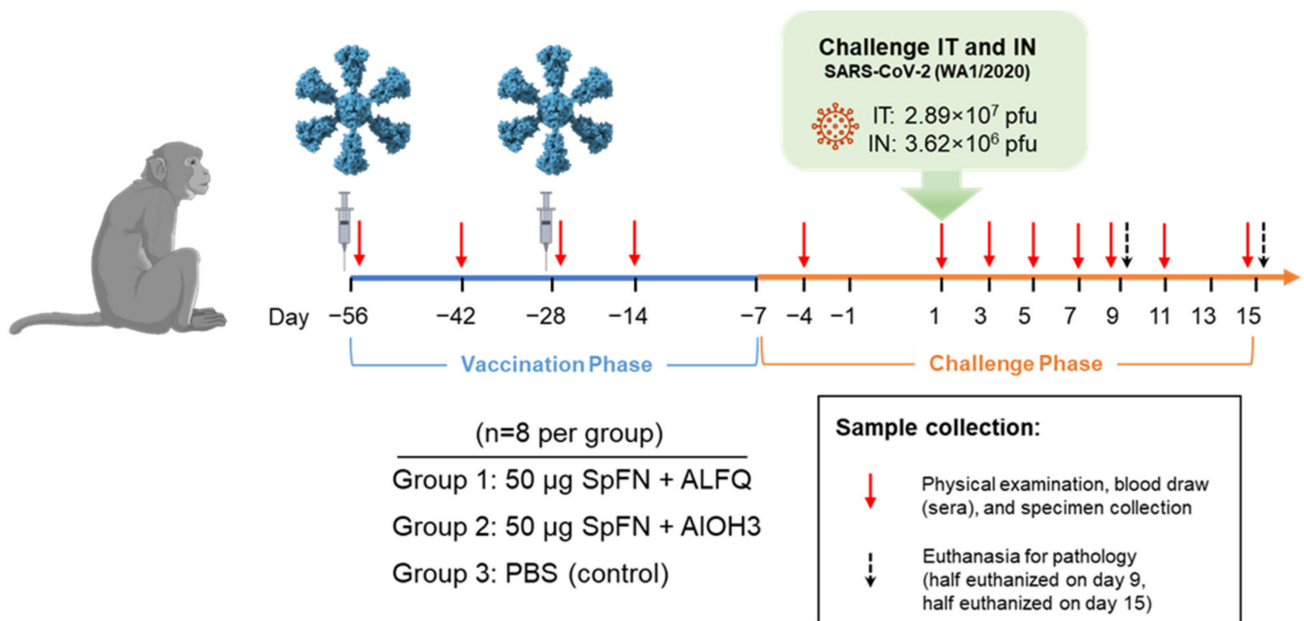 Challenge IT and IN
SARS-CoV-2 (WA1/2020)
IT: 2.89×10⁷ pfu
IN: 3.62×10⁶ pfu
Day −56 −42 −28 −14 −7 −4 −1 1 3 5 7 9 11 13 15
Vaccination Phase
Challenge Phase
(n=8 per group)
Group 1: 50 µg SpFN + ALFQ
Group 2: 50 µg SpFN + AlOH3
Group 3: PBS (control)
Sample collection:
Physical examination, blood draw
(sera), and specimen collection
Euthanasia for pathology
(half euthanized on day 9,
half euthanized on day 15)